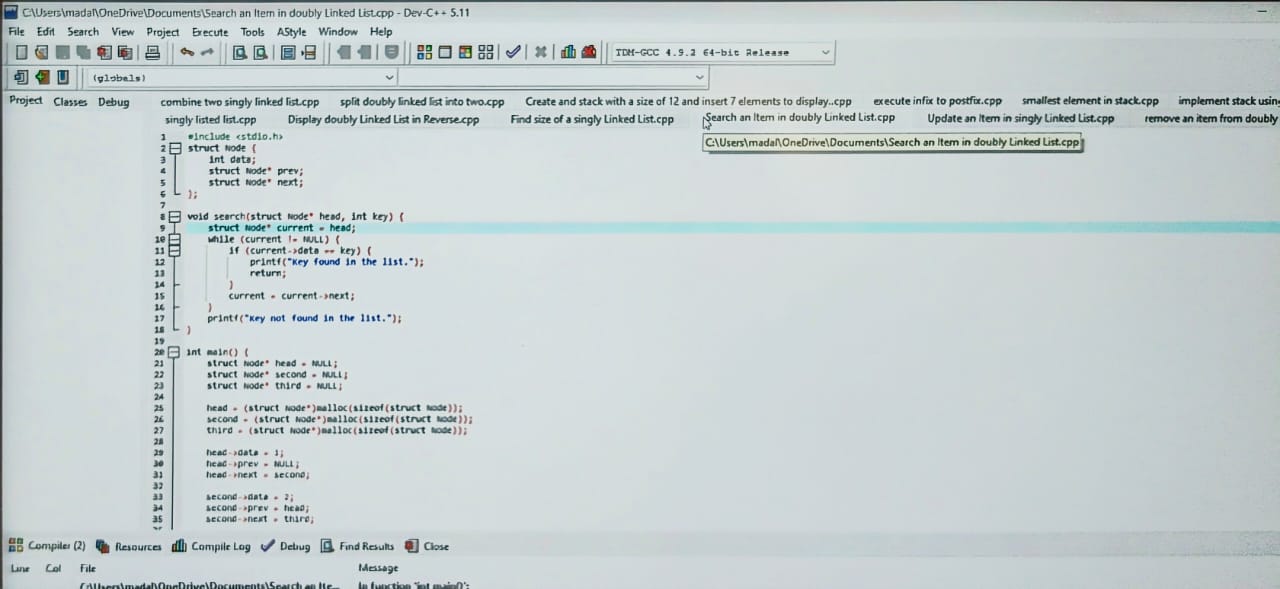 C:\Users\madal\OneDrive\Documents\Search an Item in doubly Linked List.cpp - Dev-C++ 5.11
File Edit Search View Project Execute Tools AStyle Window Help
TDM-GCC 4.9.2 64-bit Release
(globals)
Project Classes Debug
combine two singly linked list.cpp split doubly linked list into two.cpp Create and stack with a size of 12 and insert 7 elements to display..cpp execute infix to postfix.cpp smallest element in stack.cpp implement stack usin
singly listed list.cpp Display doubly Linked List in Reverse.cpp Find size of a singly Linked List.cpp Search an Item in doubly Linked List.cpp Update an Item in singly Linked List.cpp remove an item from doubly
C:\Users\madal\OneDrive\Documents\Search an Item in doubly Linked List.cpp
1 #include <stdio.h>
2 struct Node {
3 int data;
4 struct Node* prev;
5 struct Node* next;
6 };
7
8 void search(struct Node* head, int key) {
9 struct Node* current = head;
10 while (current != NULL) {
11 if (current->data == key) {
12 printf("Key found in the list.");
13 return;
14 }
15 current = current->next;
16 }
17 printf("Key not found in the list.");
18 }
19
20 int main() {
21 struct Node* head = NULL;
22 struct Node* second = NULL;
23 struct Node* third = NULL;
24
25 head = (struct Node*)malloc(sizeof(struct Node));
26 second = (struct Node*)malloc(sizeof(struct Node));
27 third = (struct Node*)malloc(sizeof(struct Node));
28
29 head->data = 1;
30 head->prev = NULL;
31 head->next = second;
32
33 second->data = 2;
34 second->prev = head;
35 second->next = third;
Compiler (2) Resources Compile Log Debug Find Results Close
Line Col File Message
C:\Users\madal\OneDrive\Documents\Search an Ite... In function 'int main()':